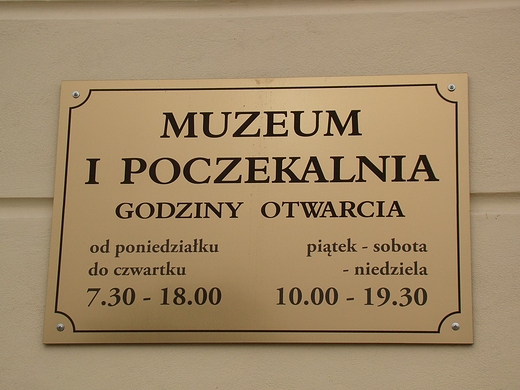 MUZEUM
I POCZEKALNIA
GODZINY OTWARCIA
od poniedziałku
do czwartku
7.30 - 18.00
piątek - sobota
- niedziela
10.00 - 19.30